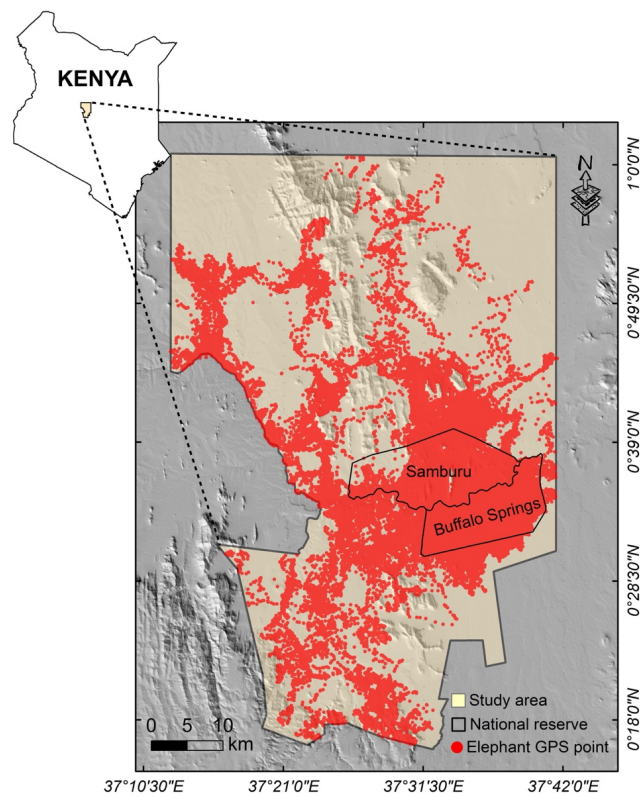 KENYA
N
1°0'0"N
0°49'30"N
0°39'0"N
Samburu
Buffalo Springs
0°28'30"N
Study area
National reserve
Elephant GPS point
0°18'0"N
0 5 10
km
37°10'30"E 37°21'0"E 37°31'30"E 37°42'0"E